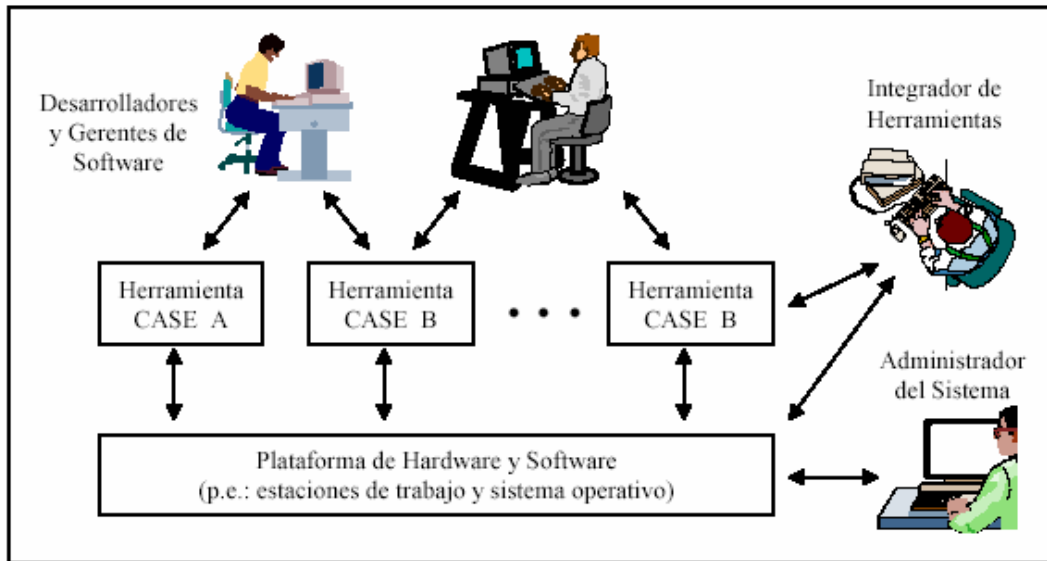 Desarrolladores
y Gerentes de
Software
Integrador de
Herramientas
Herramienta
CASE A
Herramienta
CASE B
• • •
Herramienta
CASE B
Administrador
del Sistema
Plataforma de Hardware y Software
(p.e.: estaciones de trabajo y sistema operativo)